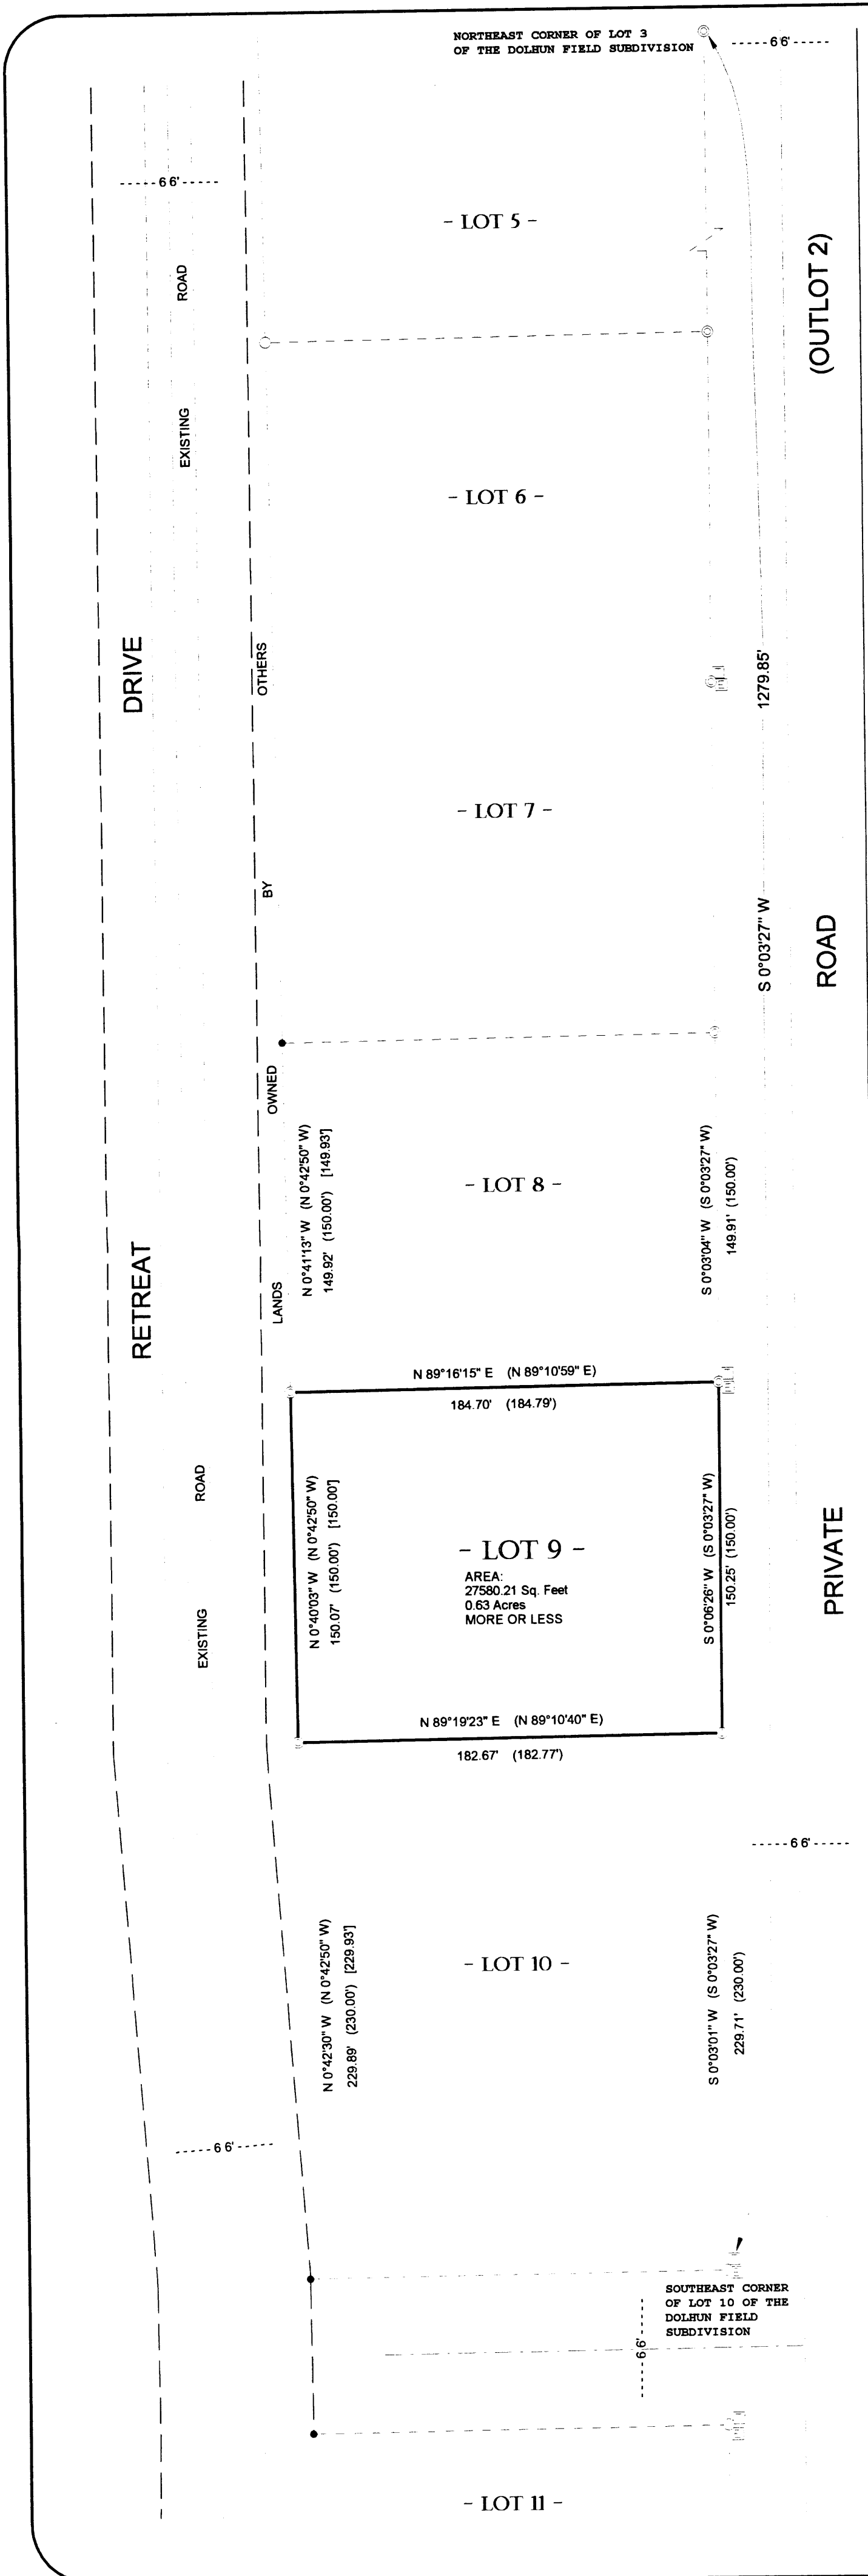 NORTHEAST CORNER OF LOT 3
OF THE DOLHUN FIELD SUBDIVISION
66'
66'
- LOT 5 -
ROAD
EXISTING
(OUTLOT 2)
- LOT 6 -
DRIVE
OTHERS
1279.85'
- LOT 7 -
BY
S 0°03'27" W
ROAD
OWNED
N 0°41'13" W (N 0°42'50" W)
149.92' (150.00') [149.93']
- LOT 8 -
S 0°03'04" W (S 0°03'27" W)
149.91' (150.00')
RETREAT
LANDS
N 89°16'15" E (N 89°10'59" E)
184.70' (184.79')
ROAD
EXISTING
N 0°40'03" W (N 0°42'50" W)
150.07' (150.00') [150.00']
- LOT 9 -
AREA:
27580.21 Sq. Feet
0.63 Acres
MORE OR LESS
S 0°06'26" W (S 0°03'27" W)
150.25' (150.00')
PRIVATE
N 89°19'23" E (N 89°10'40" E)
182.67' (182.77')
66'
N 0°42'30" W (N 0°42'50" W)
229.89' (230.00') [229.93']
- LOT 10 -
S 0°03'01" W (S 0°03'27" W)
229.71' (230.00')
66'
SOUTHEAST CORNER
OF LOT 10 OF THE
DOLHUN FIELD
SUBDIVISION
66'
- LOT 11 -